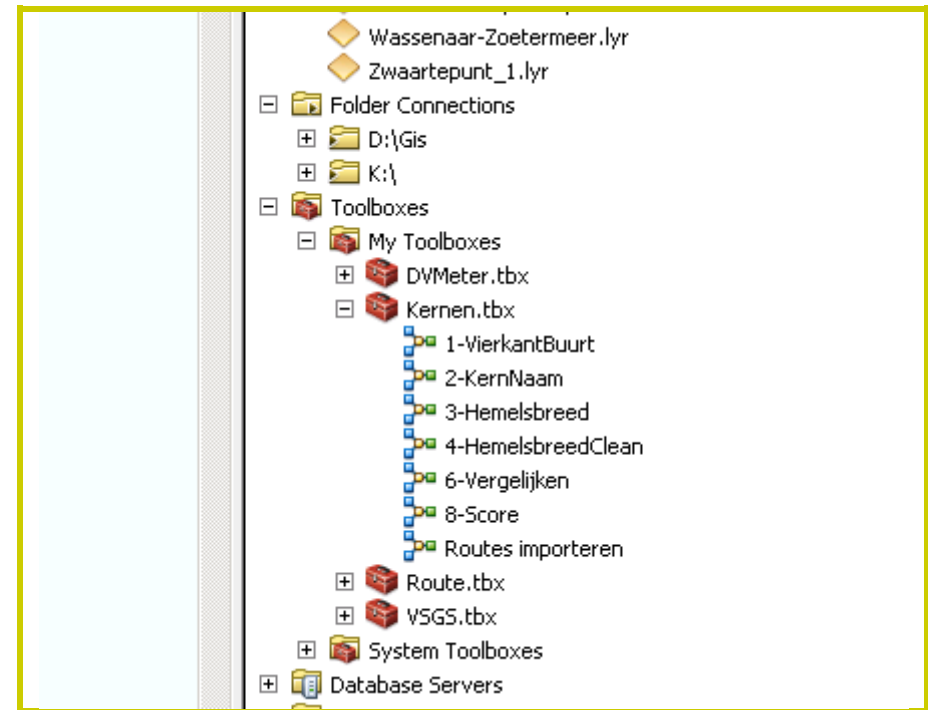 Wassenaar-Zoetermeer.lyr
Zwaartepunt_1.lyr
Folder Connections
D:\Gis
K:\
Toolboxes
My Toolboxes
DVMeter.tbx
Kernen.tbx
1-VierkantBuurt
2-KernNaam
3-Hemelsbreed
4-HemelsbreedClean
6-Vergelijken
8-Score
Routes importeren
Route.tbx
VSGS.tbx
System Toolboxes
Database Servers